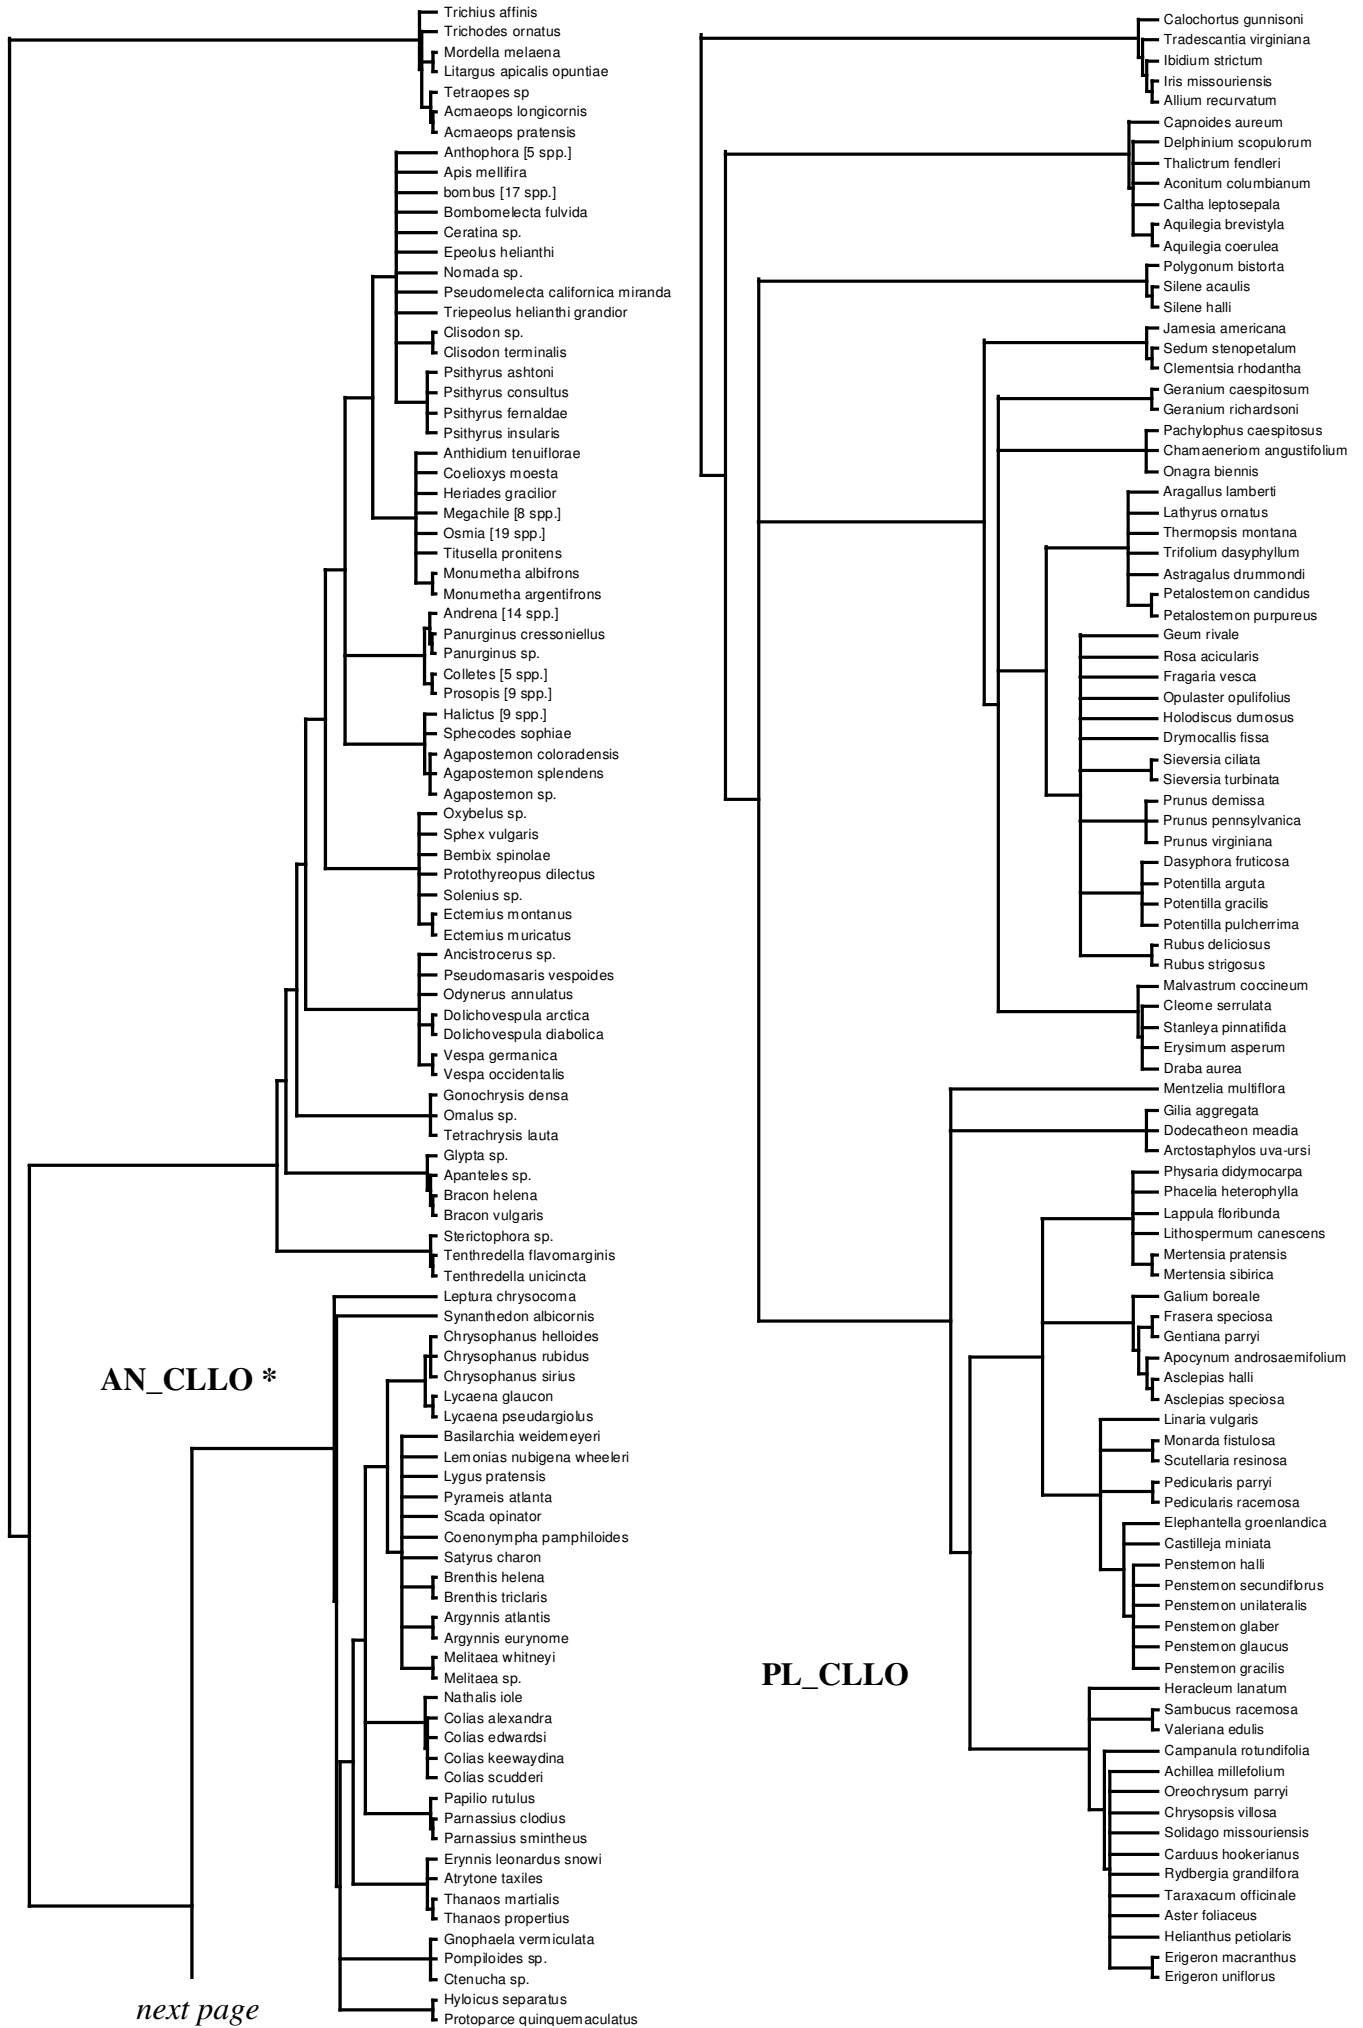 Trichius affinis
Trichodes ornatus
Mordella melaena
Litargus apicalis opuntiae
Tetraopes sp
Acmaeops longicornis
Acmaeops pratensis
Anthophora [5 spp.]
Apis mellifira
bombus [17 spp.]
Bombomelecta fulvida
Ceratina sp.
Epeolus helianthi
Nomada sp.
Pseudomelecta californica miranda
Triepeolus helianthi grandior
Clisodon sp.
Clisodon terminalis
Psithyrus ashtoni
Psithyrus consultus
Psithyrus fernaldae
Psithyrus insularis
Anthidium tenuiflorae
Coelioxys moesta
Heriades gracilior
Megachile [8 spp.]
Osmia [19 spp.]
Titusella pronitens
Monumetha albifrons
Monumetha argentifrons
Andrena [14 spp.]
Panurginus cressoniellus
Panurginus sp.
Colletes [5 spp.]
Prosopis [9 spp.]
Halictus [9 spp.]
Sphecodes sophiae
Agapostemon coloradensis
Agapostemon splendens
Agapostemon sp.
Oxybelus sp.
Sphex vulgaris
Bembix spinolae
Protothyreopus dilectus
Solenius sp.
Ectemius montanus
Ectemius muricatus
Ancistrocerus sp.
Pseudomasaris vespoides
Odynerus annulatus
Dolichovespula arctica
Dolichovespula diabolica
Vespa germanica
Vespa occidentalis
Gonochrysis densa
Omalus sp.
Tetrachrysis lauta
Glypta sp.
Apanteles sp.
Bracon helena
Bracon vulgaris
Sterictophora sp.
Tenthredella flavomarginis
Tenthredella unicincta
Leptura chrysocoma
Synanthedon albicornis
Chrysophanus helloides
Chrysophanus rubidus
Chrysophanus sirius
Lycaena glaucon
Lycaena pseudargiolus
Basilarchia weidemeyeri
Lemonias nubigena wheeleri
Lygus pratensis
Pyrameis atlanta
Scada opinator
Coenonympha pamphiloides
Satyrus charon
Brenthis helena
Brenthis triclaris
Argynnis atlantis
Argynnis eurynome
Melitaea whitneyi
Melitaea sp.
Nathalis iole
Colias alexandra
Colias edwardsi
Colias keewaydina
Colias scudderi
Papilio rutulus
Parnassius clodius
Parnassius smintheus
Erynnis leonardus snowi
Atrytone taxiles
Thanaos martialis
Thanaos propertius
Gnophaela vermiculata
Pompiloides sp.
Ctenucha sp.
Hyloicus separatus
Protoparce quinquemaculatus
AN_CLLO *
next page
Calochortus gunnisoni
Tradescantia virginiana
Ibidium strictum
Iris missouriensis
Allium recurvatum
Capnoides aureum
Delphinium scopulorum
Thalictrum fendleri
Aconitum columbianum
Caltha leptosepala
Aquilegia brevistyla
Aquilegia coerulea
Polygonum bistorta
Silene acaulis
Silene halli
Jamesia americana
Sedum stenopetalum
Clementsia rhodantha
Geranium caespitosum
Geranium richardsoni
Pachylophus caespitosus
Chamaeneriom angustifolium
Onagra biennis
Aragallus lamberti
Lathyrus ornatus
Thermopsis montana
Trifolium dasyphyllum
Astragalus drummondi
Petalostemon candidus
Petalostemon purpureus
Geum rivale
Rosa acicularis
Fragaria vesca
Opulaster opulifolius
Holodiscus dumosus
Drymocallis fissa
Sieversia ciliata
Sieversia turbinata
Prunus demissa
Prunus pennsylvanica
Prunus virginiana
Dasyphora fruticosa
Potentilla arguta
Potentilla gracilis
Potentilla pulcherrima
Rubus deliciosus
Rubus strigosus
Malvastrum coccineum
Cleome serrulata
Stanleya pinnatifida
Erysimum asperum
Draba aurea
Mentzelia multiflora
Gilia aggregata
Dodecatheon meadia
Arctostaphylos uva-ursi
Physaria didymocarpa
Phacelia heterophylla
Lappula floribunda
Lithospermum canescens
Mertensia pratensis
Mertensia sibirica
Galium boreale
Frasera speciosa
Gentiana parryi
Apocynum androsaemifolium
Asclepias halli
Asclepias speciosa
Linaria vulgaris
Monarda fistulosa
Scutellaria resinosa
Pedicularis parryi
Pedicularis racemosa
Elephantella groenlandica
Castilleja miniata
Penstemon halli
Penstemon secundiflorus
Penstemon unilateralis
Penstemon glaber
Penstemon glaucus
Penstemon gracilis
Heracleum lanatum
Sambucus racemosa
Valeriana edulis
Campanula rotundifolia
Achillea millefolium
Oreochrysum parryi
Chrysopsis villosa
Solidago missouriensis
Carduus hookerianus
Rydbergia grandilfora
Taraxacum officinale
Aster foliaceus
Helianthus petiolaris
Erigeron macranthus
Erigeron uniflorus
PL_CLLO